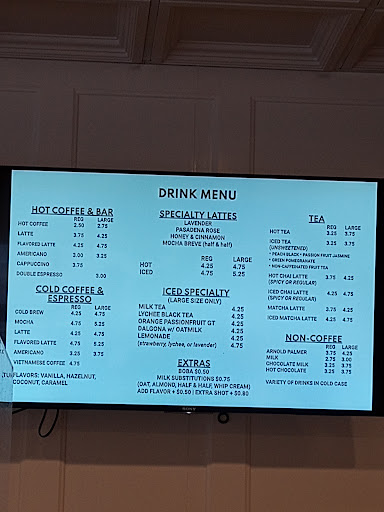 DRINK MENU
HOT COFFEE & BAR
REG LARGE
HOT COFFEE 2.50 2.75
LATTE 3.75 4.25
FLAVORED LATTE 4.25 4.75
AMERICANO 3.00 3.25
CAPPUCCINO 3.75
DOUBLE ESPRESSO 3.00
COLD COFFEE &
ESPRESSO
REG LARGE
COLD BREW 4.25 4.75
MOCHA 4.75 5.25
LATTE 4.25 4.75
FLAVORED LATTE 4.75 5.25
AMERICANO 3.25 3.75
VIETNAMESE COFFEE 4.75
FLAVORS: VANILLA, HAZELNUT,
COCONUT, CARAMEL
SPECIALTY LATTES
LAVENDER
PASADENA ROSE
HONEY & CINNAMON
MOCHA BREVE (half & half)
REG LARGE
HOT 4.25 4.75
ICED 4.75 5.25
ICED SPECIALTY
(LARGE SIZE ONLY)
MILK TEA 4.25
LYCHEE BLACK TEA 4.25
ORANGE PASSIONFRUIT GT 4.25
DALGONA w/ OATMILK 4.75
LEMONADE 4.75
(strawberry, lychee, or lavender) 4.75
EXTRAS
BOBA $0.50
MILK SUBSTITUTIONS $0.75
(OAT, ALMOND, HALF & HALF, WHIP CREAM)
ADD FLAVOR + $0.50 | EXTRA SHOT + $0.80
TEA
REG LARGE
HOT TEA 3.25 3.75
ICED TEA 3.25 3.75
(UNSWEETENED)
• PEACH BLACK • PASSION FRUIT JASMINE
• GREEN POMEGRANATE
• NON-CAFFEINATED FRUIT TEA
HOT CHAI LATTE 3.75 4.25
(SPICY OR REGULAR)
ICED CHAI LATTE 4.25 4.75
(SPICY OR REGULAR)
MATCHA LATTE 3.75 4.25
ICED MATCHA LATTE 4.25 4.75
NON-COFFEE
REG LARGE
ARNOLD PALMER 3.75 4.25
MILK 2.75 3.00
CHOCOLATE MILK 3.25 3.75
HOT CHOCOLATE 3.25 3.75
VARIETY OF DRINKS IN COLD CASE
SONY